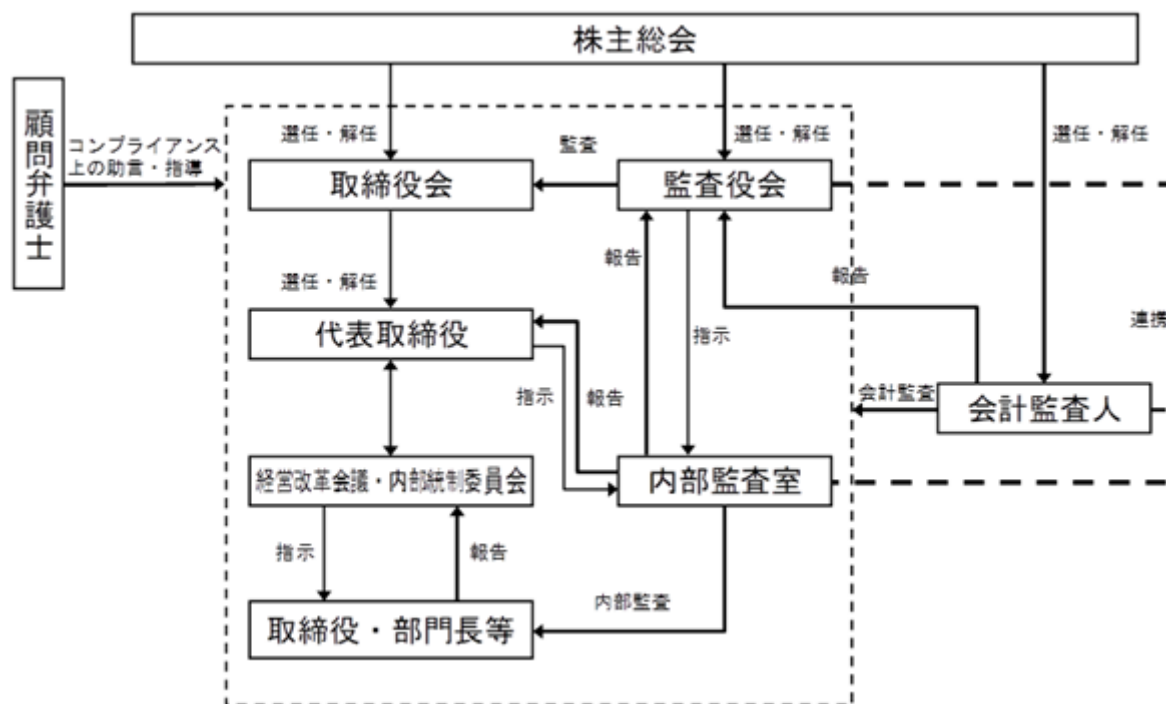 株主総会
顧問弁護士
コンプライアンス
上の助言・指導
選任・解任
監査
選任・解任
選任・解任
取締役会
監査役会
選任・解任
報告
報告
代表取締役
指示
連携
指示
報告
会計監査
会計監査人
経営改革会議・内部統制委員会
内部監査室
指示
報告
内部監査
取締役・部門長等